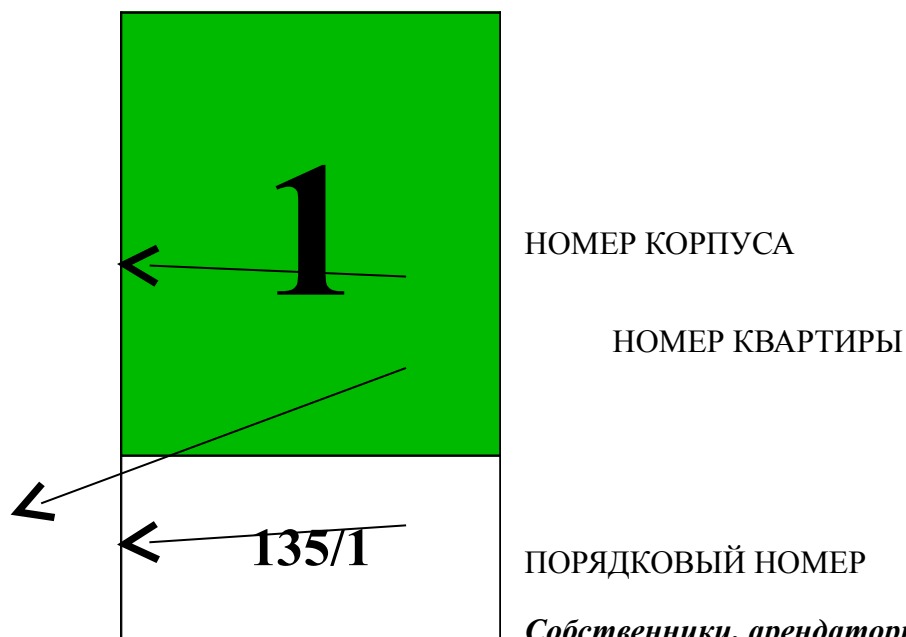 1
НОМЕР КОРПУСА
НОМЕР КВАРТИРЫ
135/1
ПОРЯДКОВЫЙ НОМЕР
Собственники, арендаторы